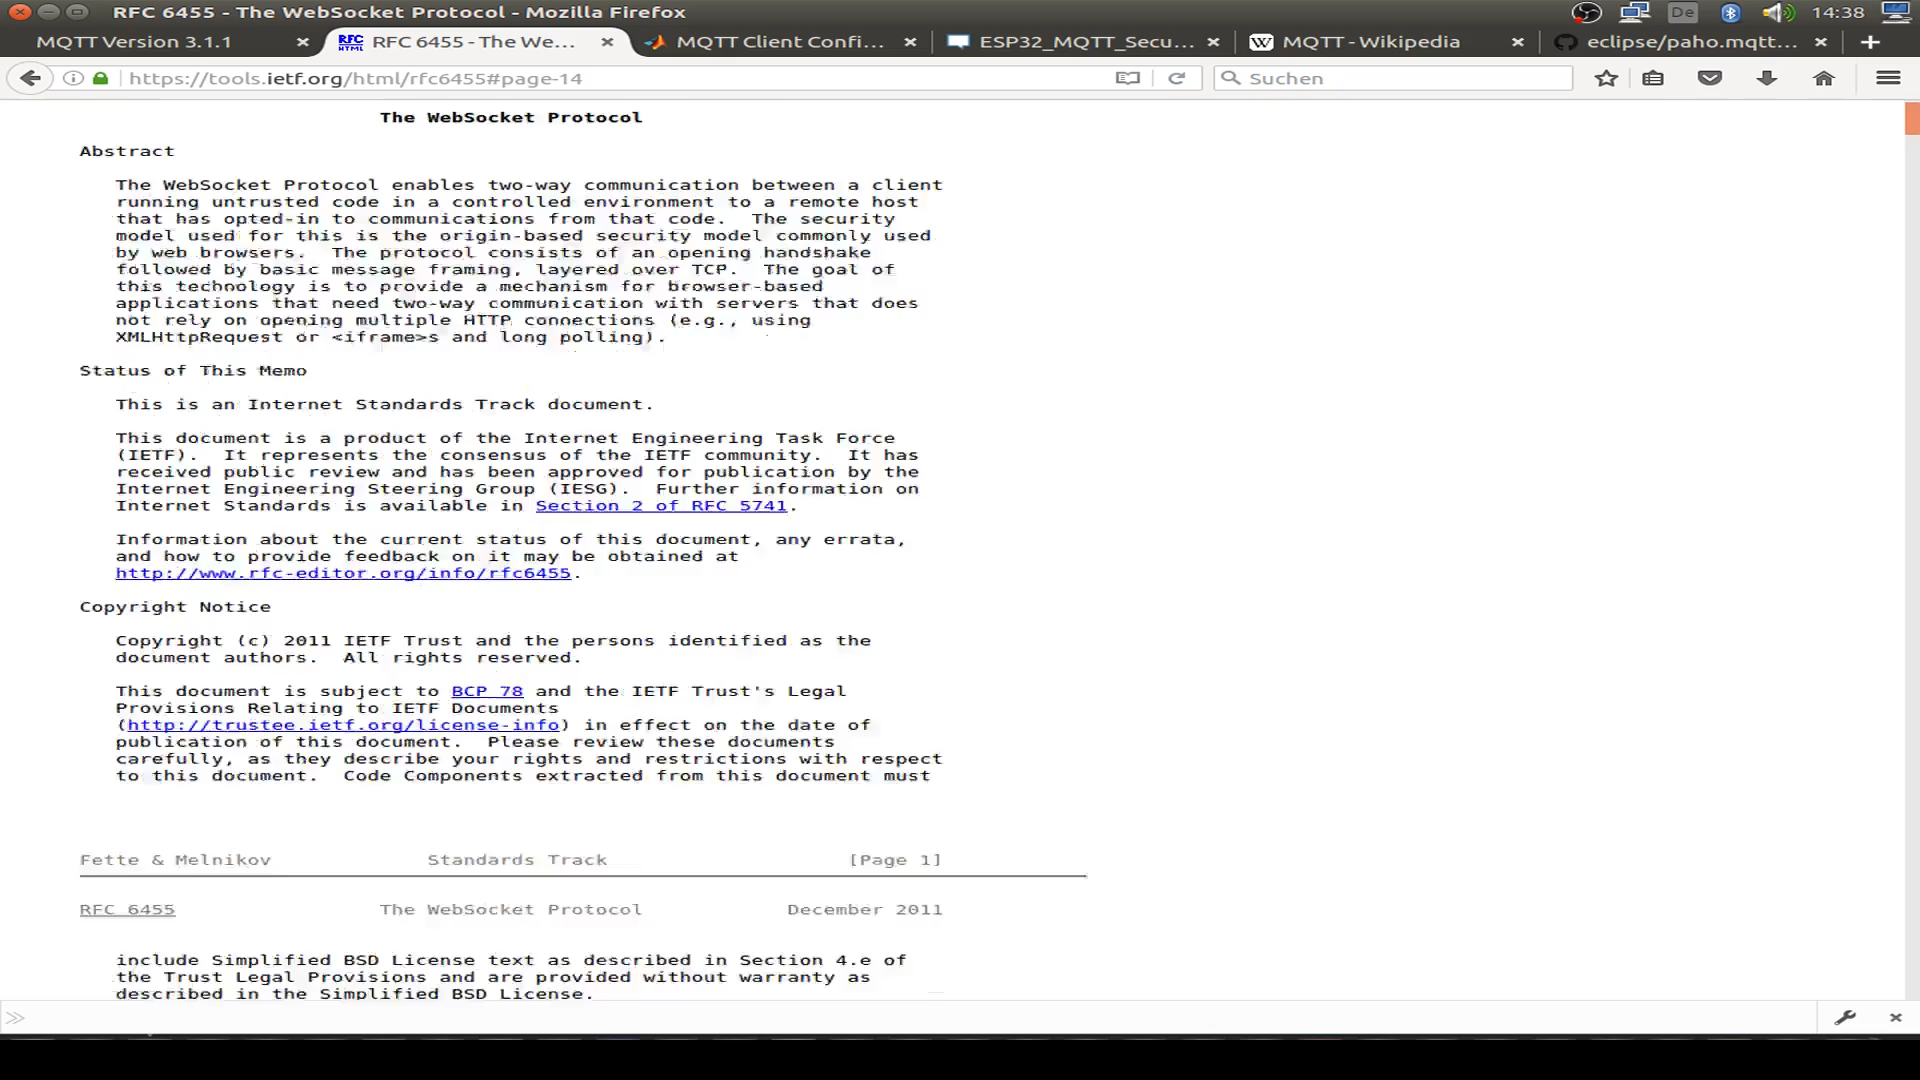 RFC 6455 - The WebSocket Protocol - Mozilla Firefox
De
14:38
MQTT Version 3.1.1
RFC HTML
RFC 6455 - The We...
MQTT Client Confi...
ESP32_MQTT_Secu...
W
MQTT - Wikipedia
eclipse/paho.mqtt...
https://tools.ietf.org/html/rfc6455#page-14
Suchen
The WebSocket Protocol
Abstract
The WebSocket Protocol enables two-way communication between a client
running untrusted code in a controlled environment to a remote host
that has opted-in to communications from that code.  The security
model used for this is the origin-based security model commonly used
by web browsers.  The protocol consists of an opening handshake
followed by basic message framing, layered over TCP.  The goal of
this technology is to provide a mechanism for browser-based
applications that need two-way communication with servers that does
not rely on opening multiple HTTP connections (e.g., using
XMLHttpRequest or <iframe>s and long polling).
Status of This Memo
This is an Internet Standards Track document.
This document is a product of the Internet Engineering Task Force
(IETF).  It represents the consensus of the IETF community.  It has
received public review and has been approved for publication by the
Internet Engineering Steering Group (IESG).  Further information on
Internet Standards is available in Section 2 of RFC 5741.
Information about the current status of this document, any errata,
and how to provide feedback on it may be obtained at
http://www.rfc-editor.org/info/rfc6455.
Copyright Notice
Copyright (c) 2011 IETF Trust and the persons identified as the
document authors.  All rights reserved.
This document is subject to BCP 78 and the IETF Trust's Legal
Provisions Relating to IETF Documents
(http://trustee.ietf.org/license-info) in effect on the date of
publication of this document.  Please review these documents
carefully, as they describe your rights and restrictions with respect
to this document.  Code Components extracted from this document must
Fette & Melnikov Standards Track [Page 1]
RFC 6455 The WebSocket Protocol December 2011
include Simplified BSD License text as described in Section 4.e of
the Trust Legal Provisions and are provided without warranty as
described in the Simplified BSD License.